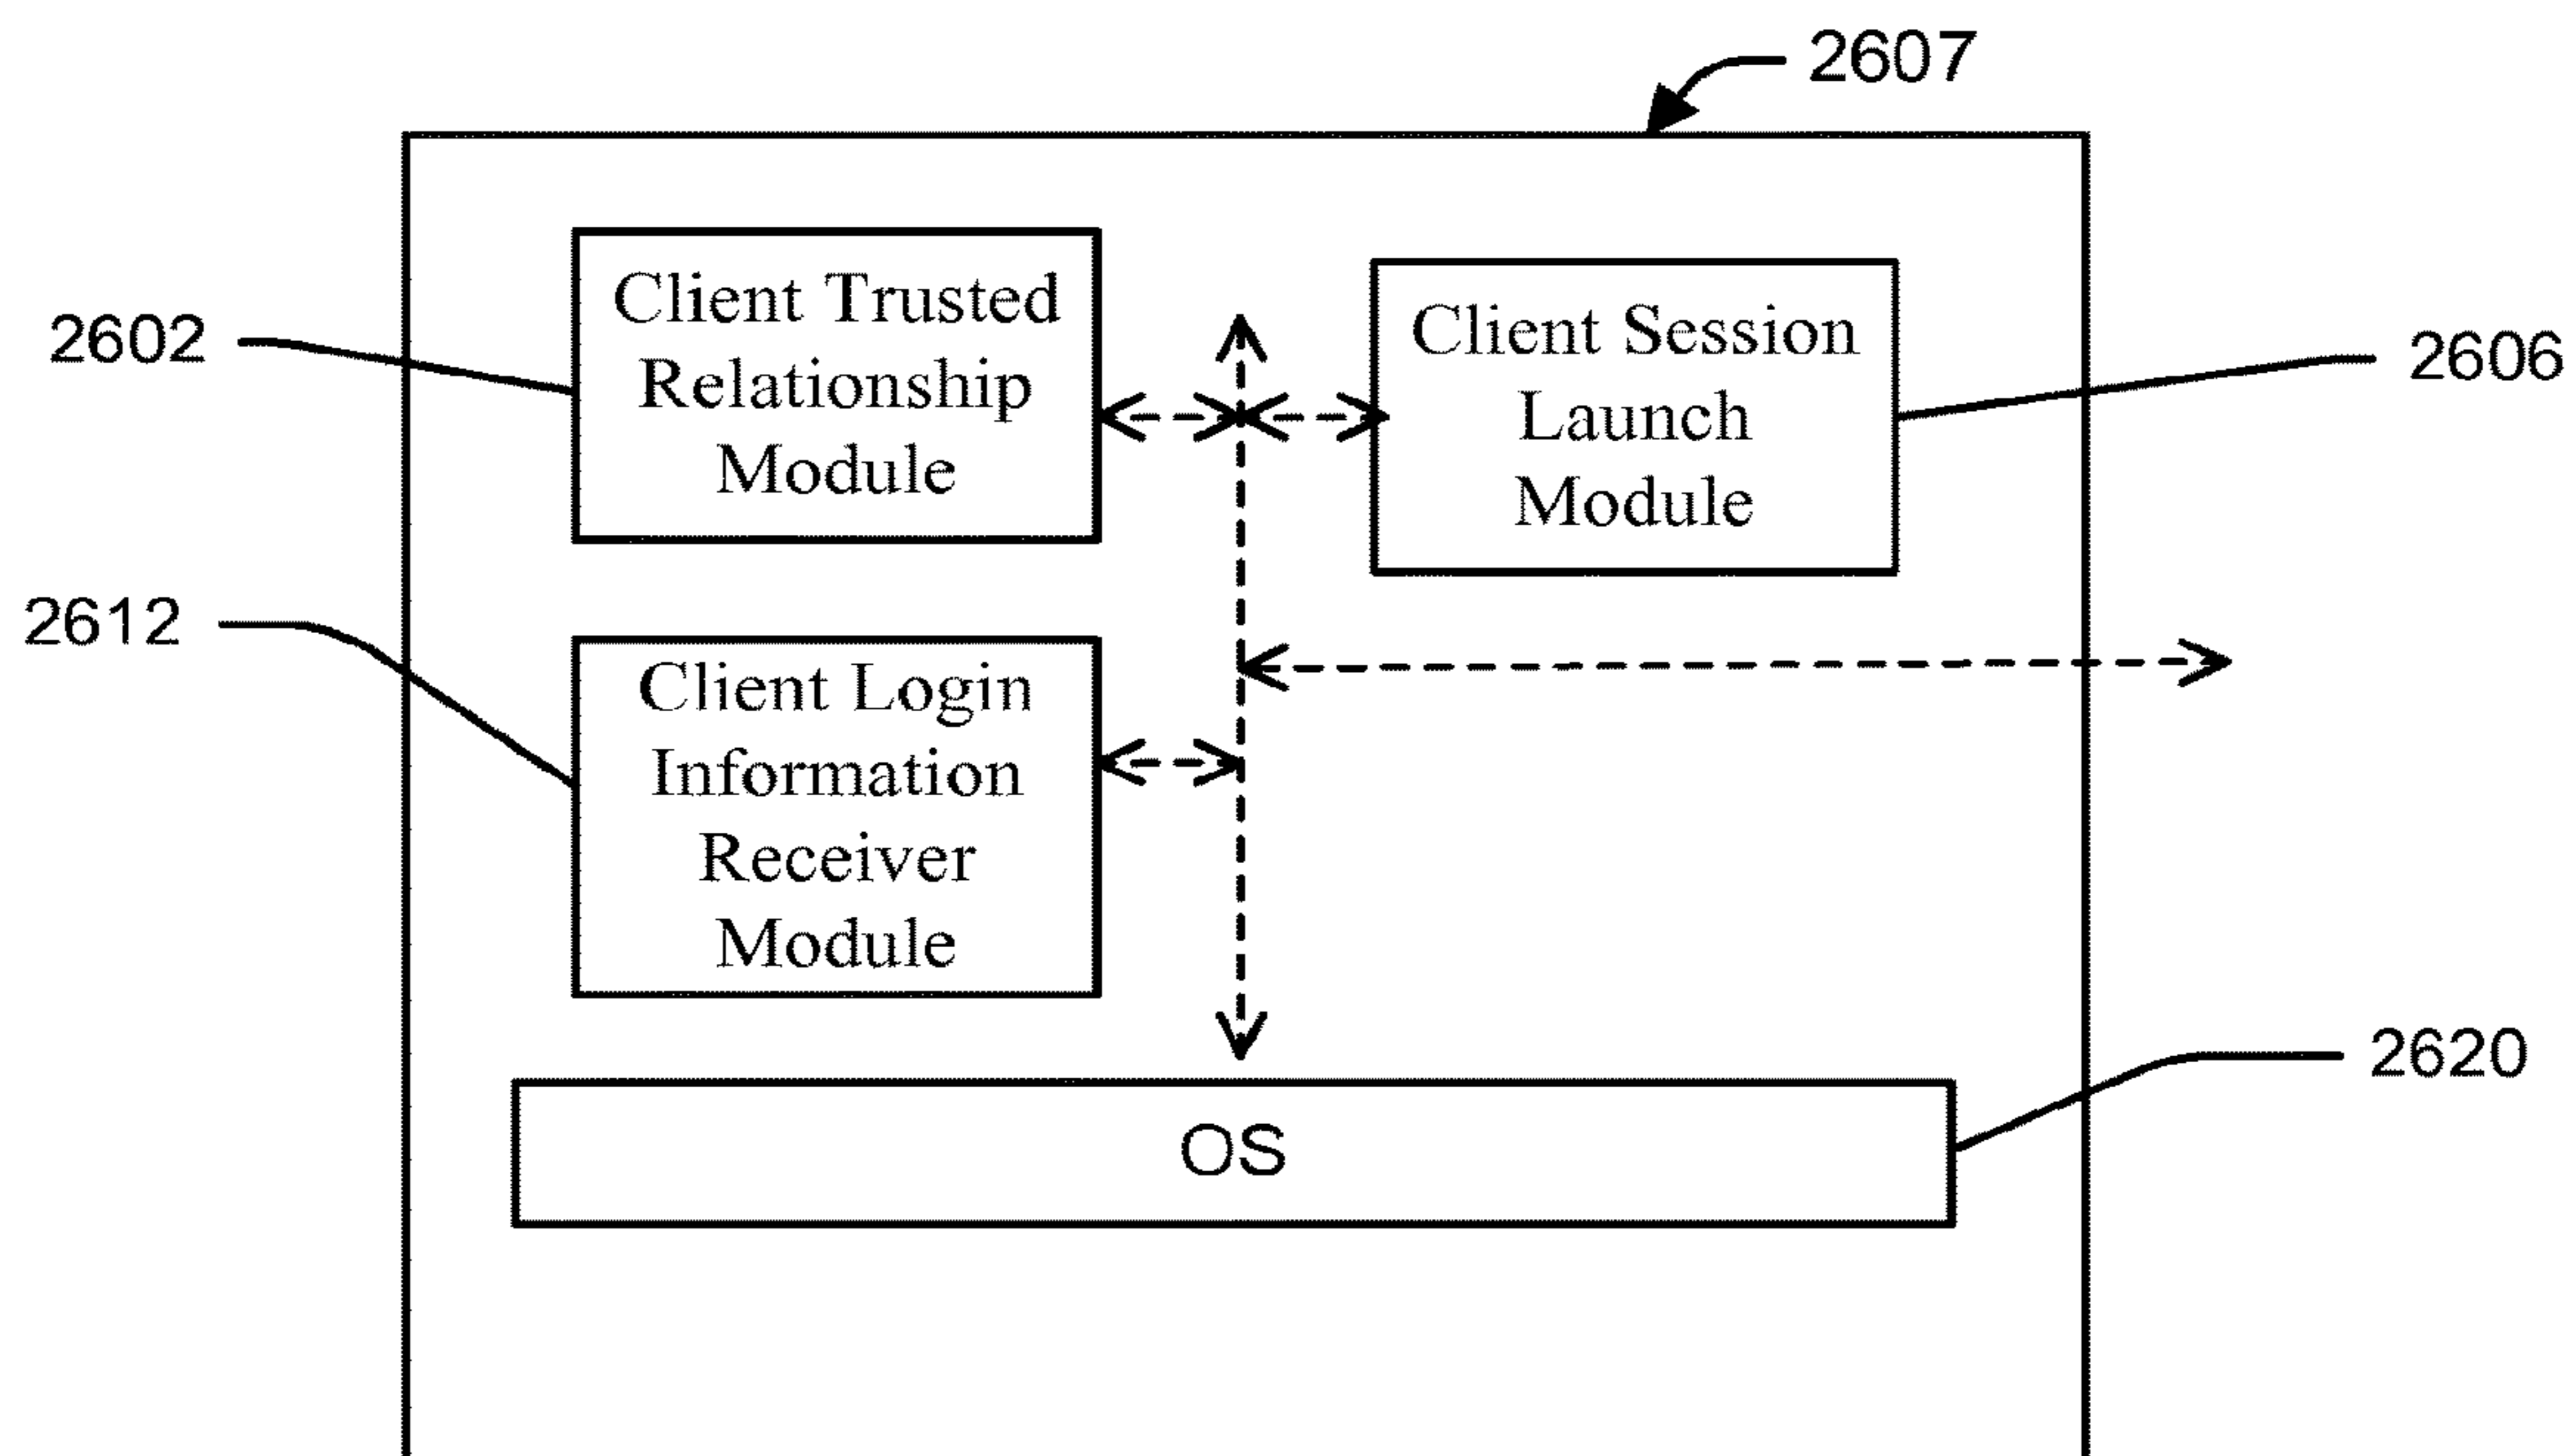 2607
Client Trusted
Relationship
Module
Client Session
Launch
Module
2602
2606
2612
Client Login
Information
Receiver
Module
2620
OS